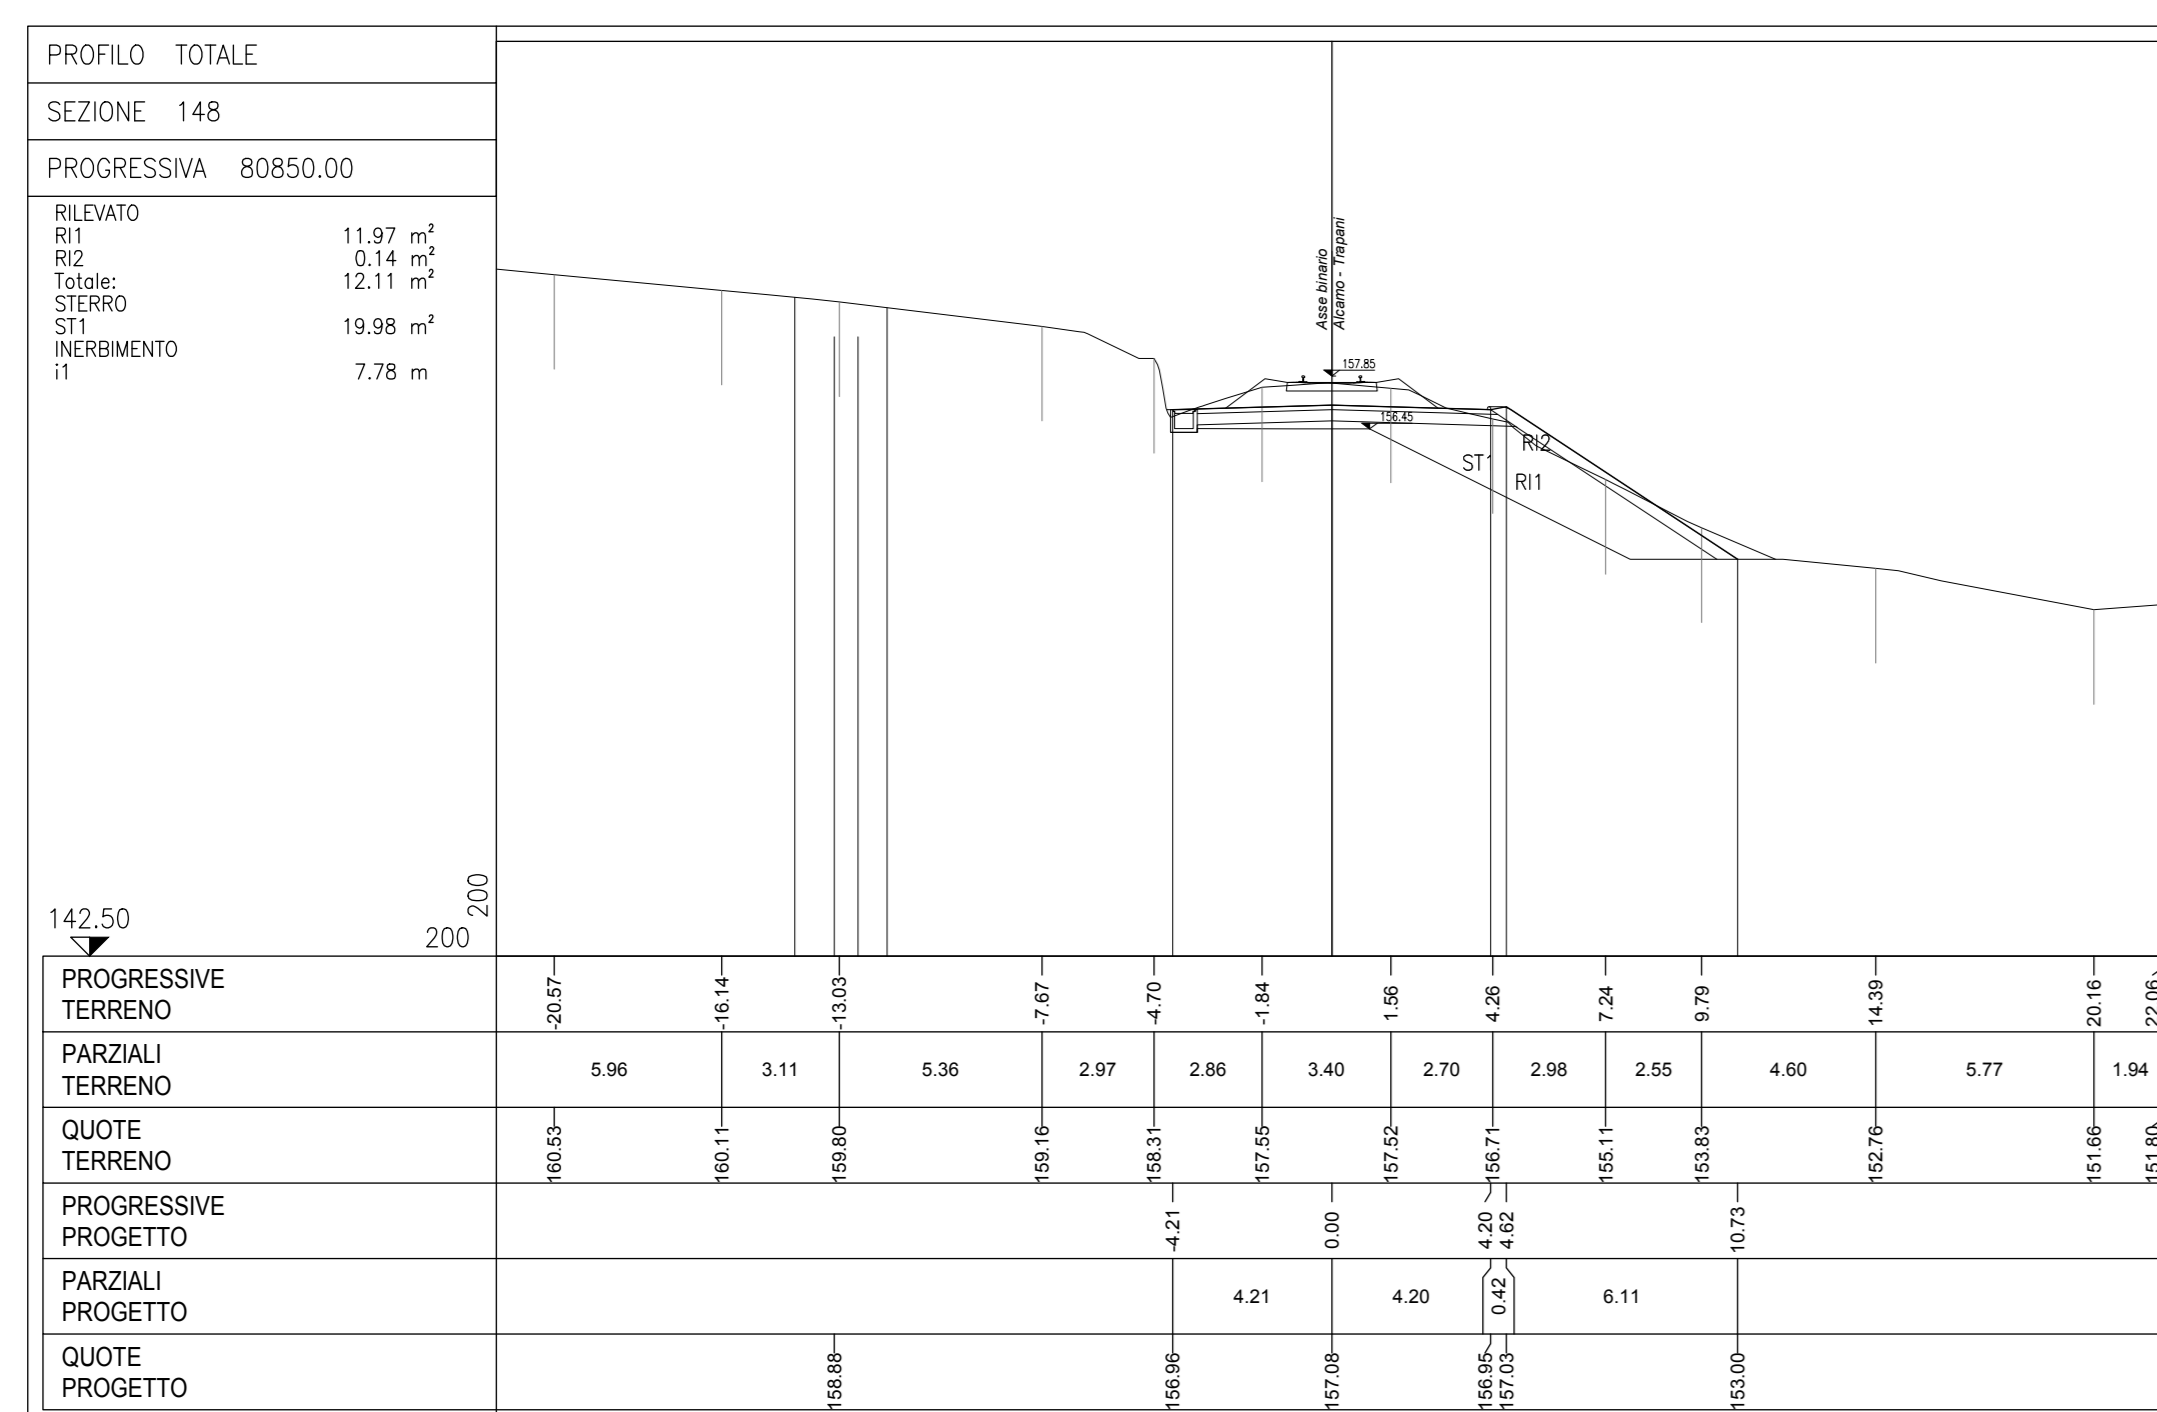 PROFILO TOTALE
SEZIONE 148
PROGRESSIVA 80850.00
RILEVATO
RI1 11.97 m²
RI2 0.14 m²
Totale: 12.11 m²
STERRO
ST1 19.98 m²
INERBIMENTO
i1 7.78 m
Asse binario
Alcamo - Trapani
157.85
156.45
RI2
ST1
RI1
200
142.50
200
PROGRESSIVE
TERRENO
-20.57 -16.14 -13.03 -7.67 -4.70 -1.84 1.56 4.26 7.24 9.79 14.39 20.16 22.06
PARZIALI
TERRENO
5.96 3.11 5.36 2.97 2.86 3.40 2.70 2.98 2.55 4.60 5.77 1.94
QUOTE
TERRENO
160.53 160.11 159.80 159.16 158.31 157.55 157.52 156.71 155.11 153.83 152.76 151.66 151.80
PROGRESSIVE
PROGETTO
-4.21 0.00 4.20 4.62 10.73
PARZIALI
PROGETTO
4.21 4.20 0.42 6.11
QUOTE
PROGETTO
158.88 156.96 157.08 156.95 157.03 153.00